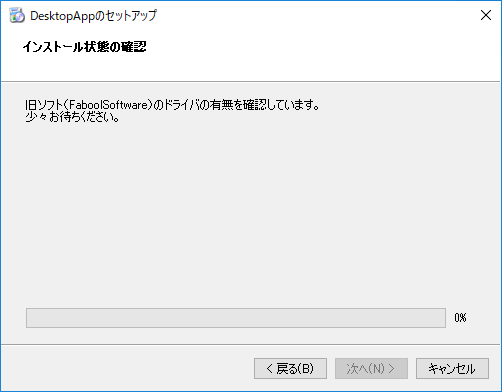 DesktopAppのセットアップ
インストール状態の確認
旧ソフト(FaboolSoftware)のドライバの有無を確認しています。
少々お待ちください。
0%
< 戻る(B)
次へ(N) >
キャンセル